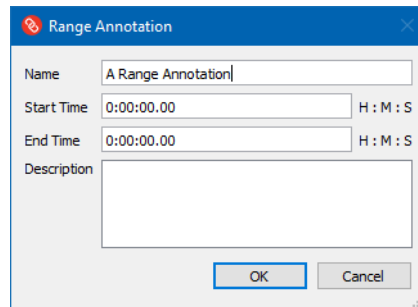 Range Annotation
Name A Range Annotation
Start Time 0:00:00.00 H : M : S
End Time 0:00:00.00 H : M : S
Description
OK Cancel